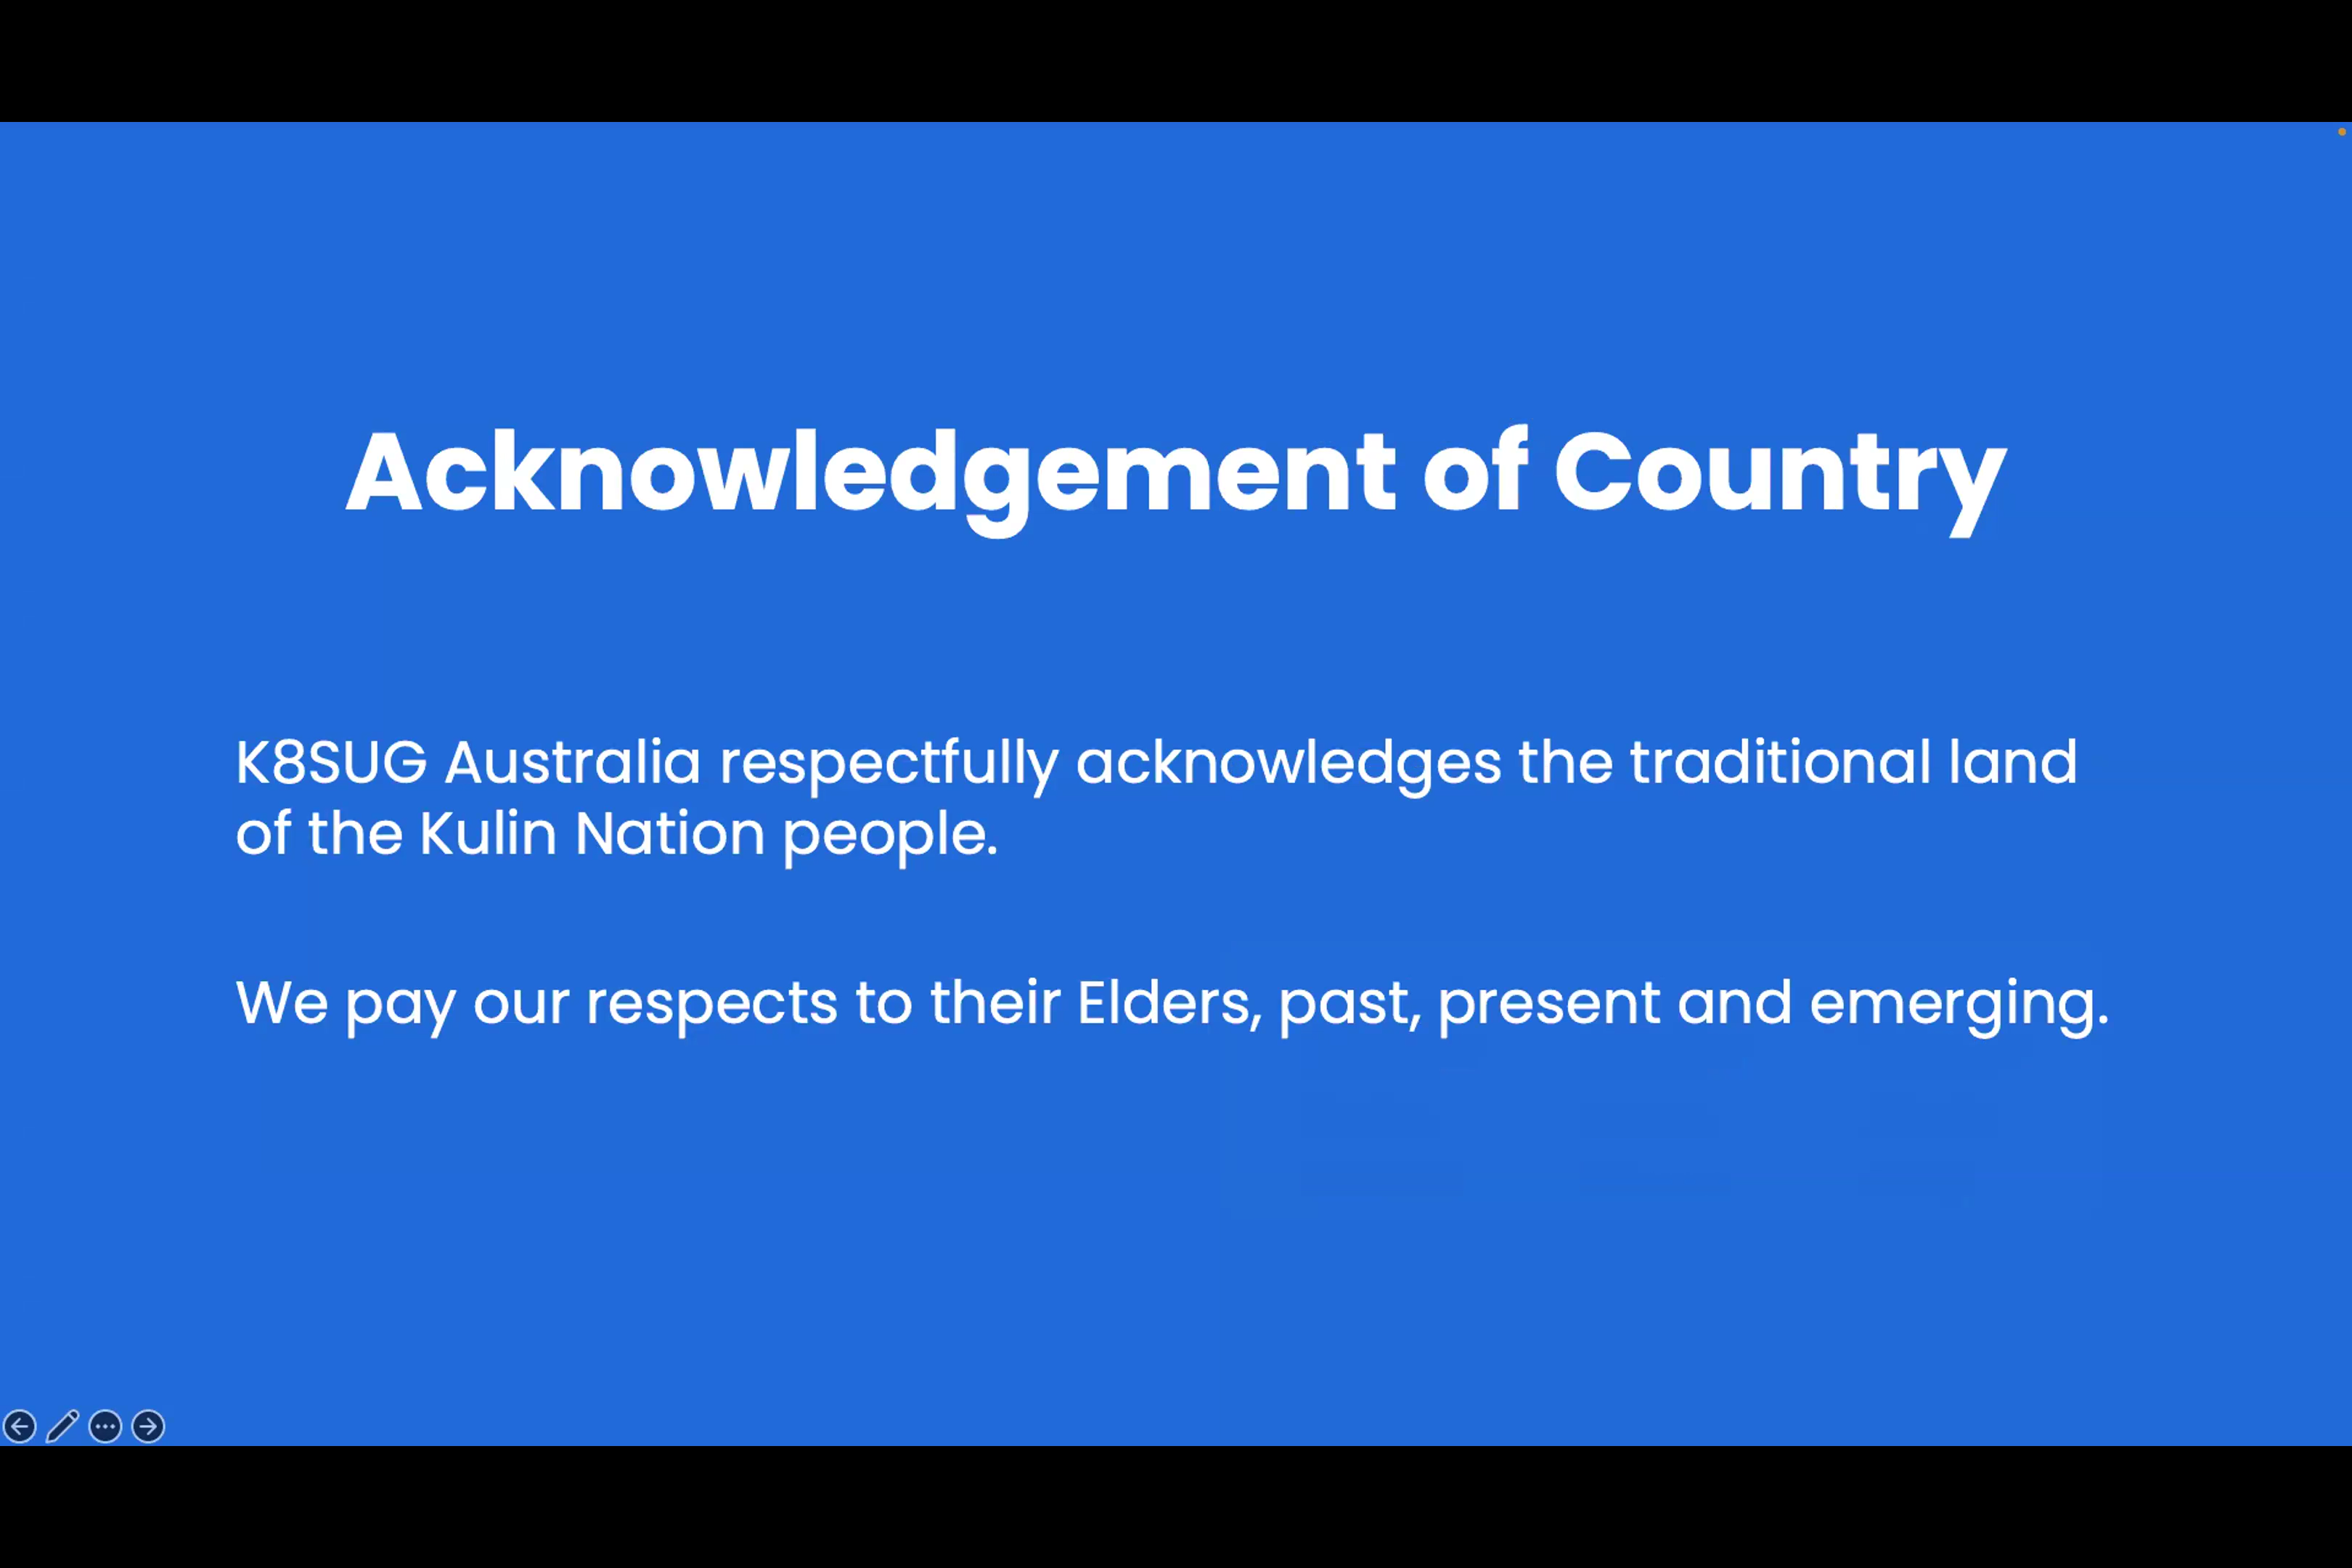 Acknowledgement of Country
K8SUG Australia respectfully acknowledges the traditional land
of the Kulin Nation people.
We pay our respects to their Elders, past, present and emerging.